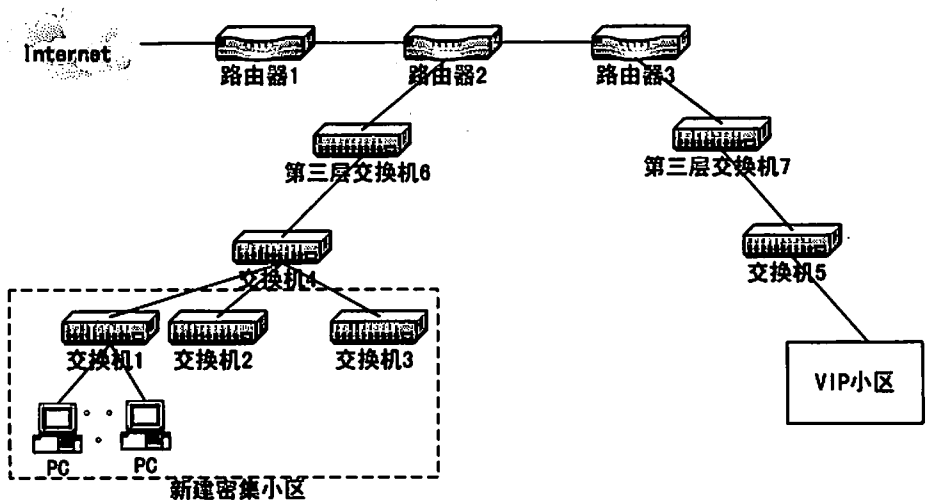 Internet
路由器1
路由器2
路由器3
第三层交换机6
第三层交换机7
交换机4
交换机5
交换机1
交换机2
交换机3
VIP小区
PC
PC
新建密集小区